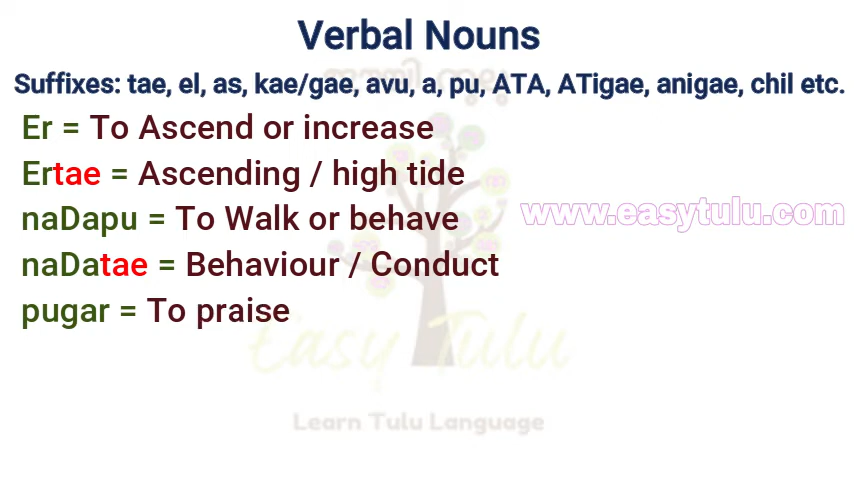 Verbal Nouns
Suffixes: tae, el, as, kae/gae, avu, a, pu, ATA, ATigae, anigae, chil etc.
Er = To Ascend or increase
Ertae = Ascending / high tide
naDapu = To Walk or behave
www.easytulu.com
naDatae = Behaviour / Conduct
pugar = To praise
Easy Tulu
Learn Tulu Language